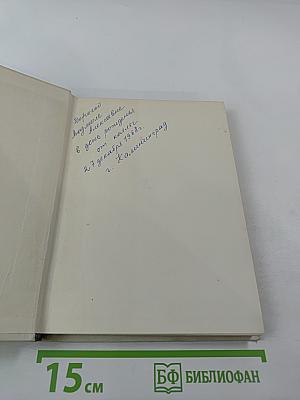 Дорогой
Людмиле
Алексеевне
в день рождения
от коллег
27 декабря 1988г.
г. Калининград
15 см
БФ БИБЛИОФАН